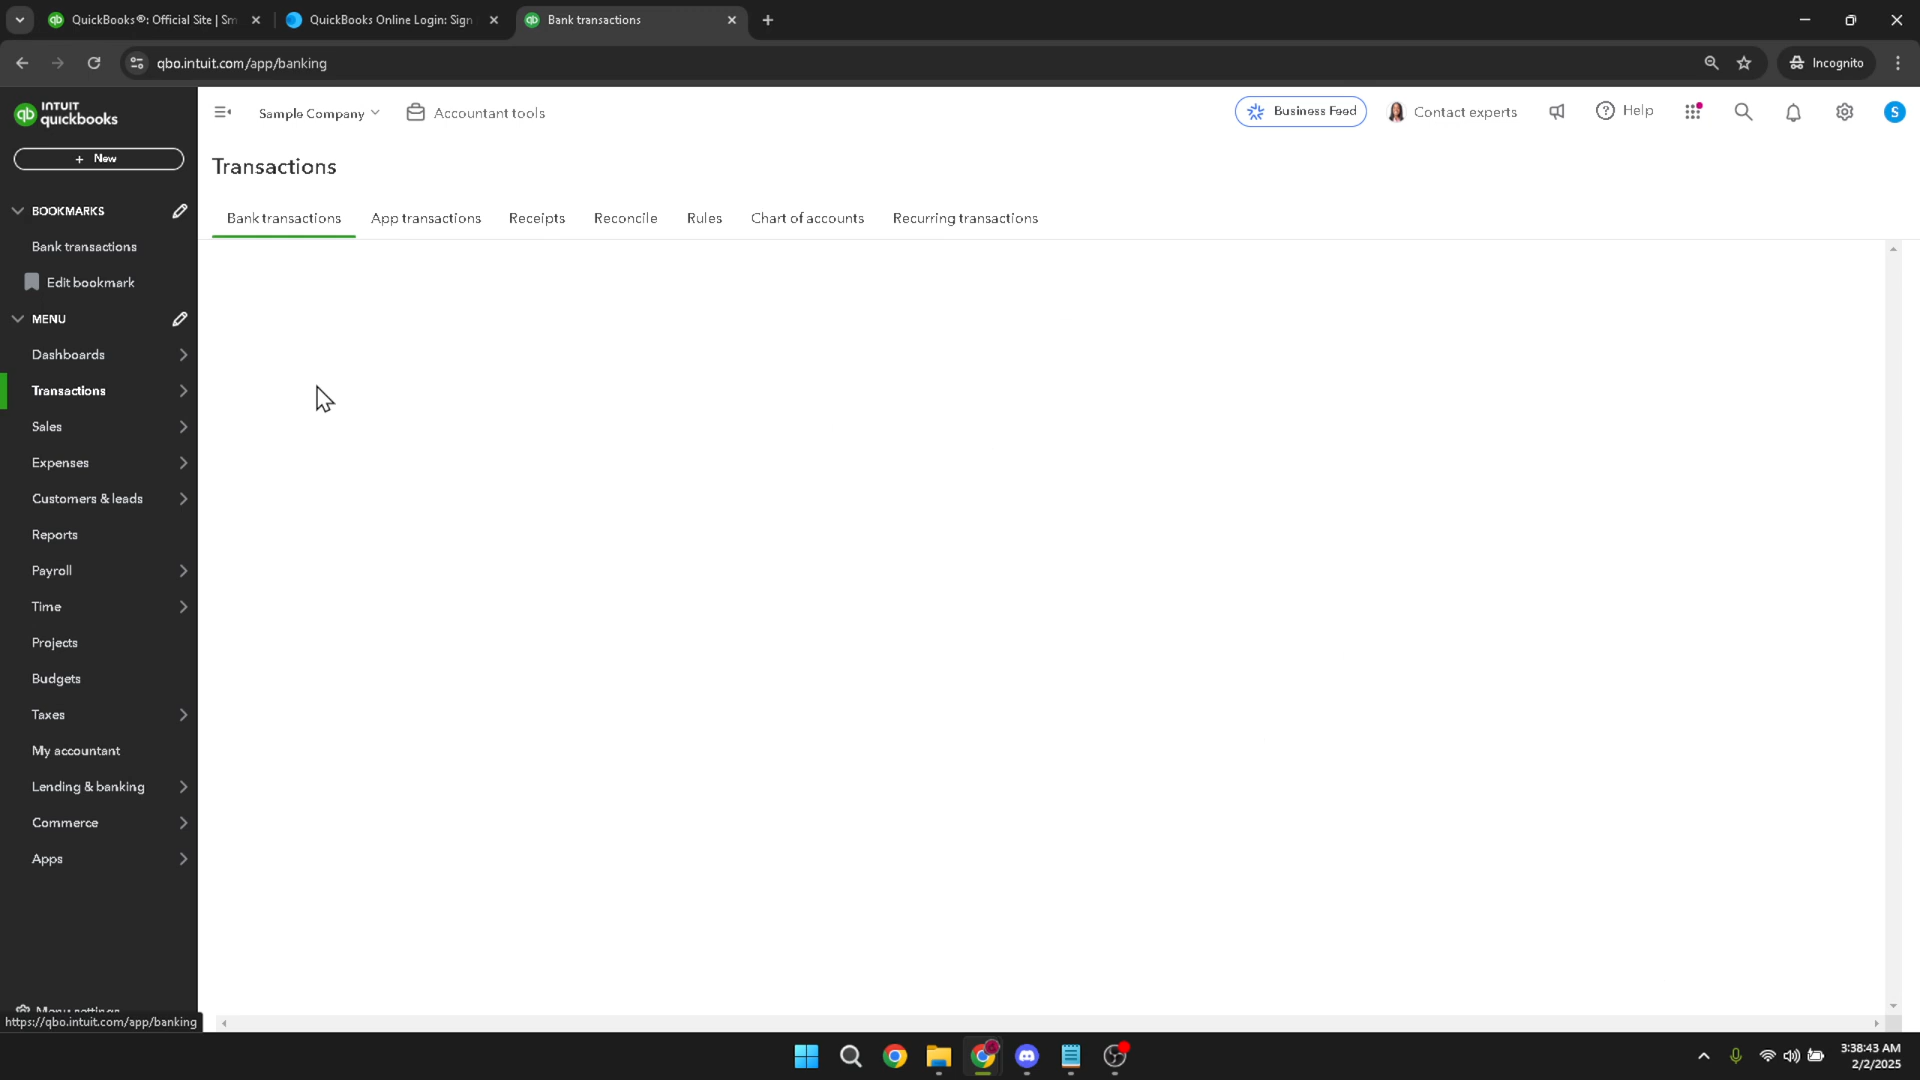 QuickBooks®: Official Site | Sm
QuickBooks Online Login: Sign
Bank transactions
qbo.intuit.com/app/banking
Incognito
INTUIT
quickbooks
Sample Company
Accountant tools
Business Feed
Contact experts
Help
S
+ New
Transactions
BOOKMARKS
Bank transactions
App transactions
Receipts
Reconcile
Rules
Chart of accounts
Recurring transactions
Bank transactions
Edit bookmark
MENU
Dashboards
Transactions
Sales
Expenses
Customers & leads
Reports
Payroll
Time
Projects
Budgets
Taxes
My accountant
Lending & banking
Commerce
Apps
Menu settings
https://qbo.intuit.com/app/banking
3:38:43 AM
2/2/2025